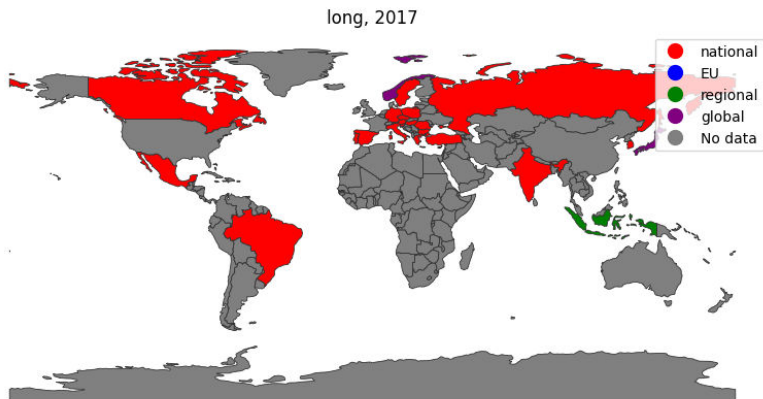 long, 2017
national
EU
regional
global
No data